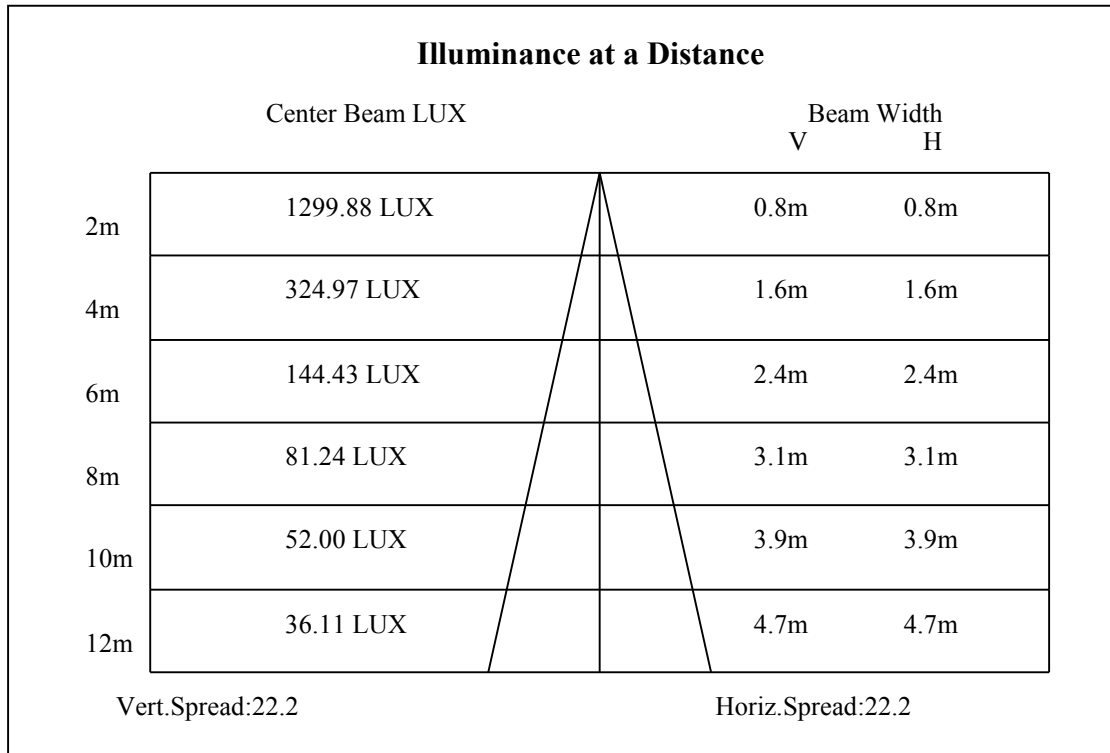 Illuminance at a Distance
Center Beam LUX Beam Width
V H
2m 1299.88 LUX 0.8m 0.8m
4m 324.97 LUX 1.6m 1.6m
6m 144.43 LUX 2.4m 2.4m
8m 81.24 LUX 3.1m 3.1m
10m 52.00 LUX 3.9m 3.9m
12m 36.11 LUX 4.7m 4.7m
Vert.Spread:22.2 Horiz.Spread:22.2